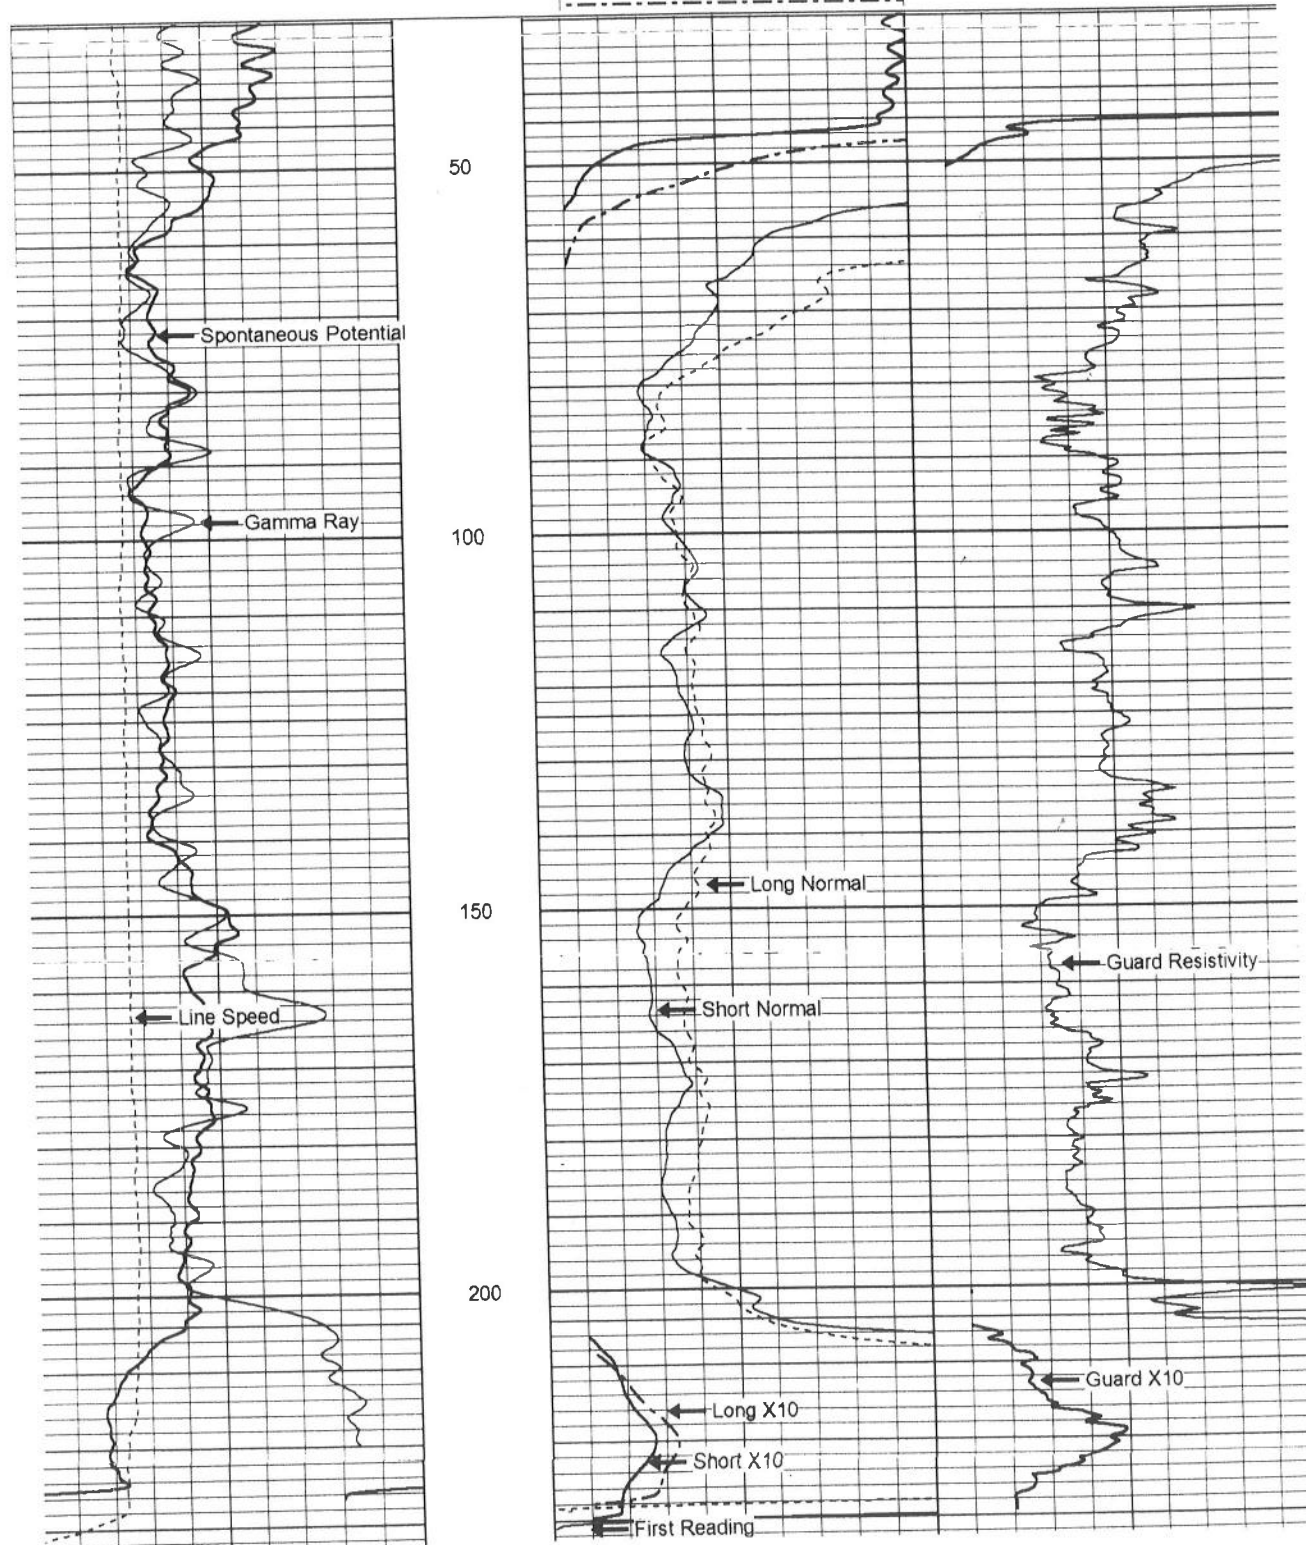 50
Spontaneous Potential
Gamma Ray
100
Long Normal
150
Guard Resistivity
Short Normal
Line Speed
200
Guard X10
Long X10
Short X10
First Reading